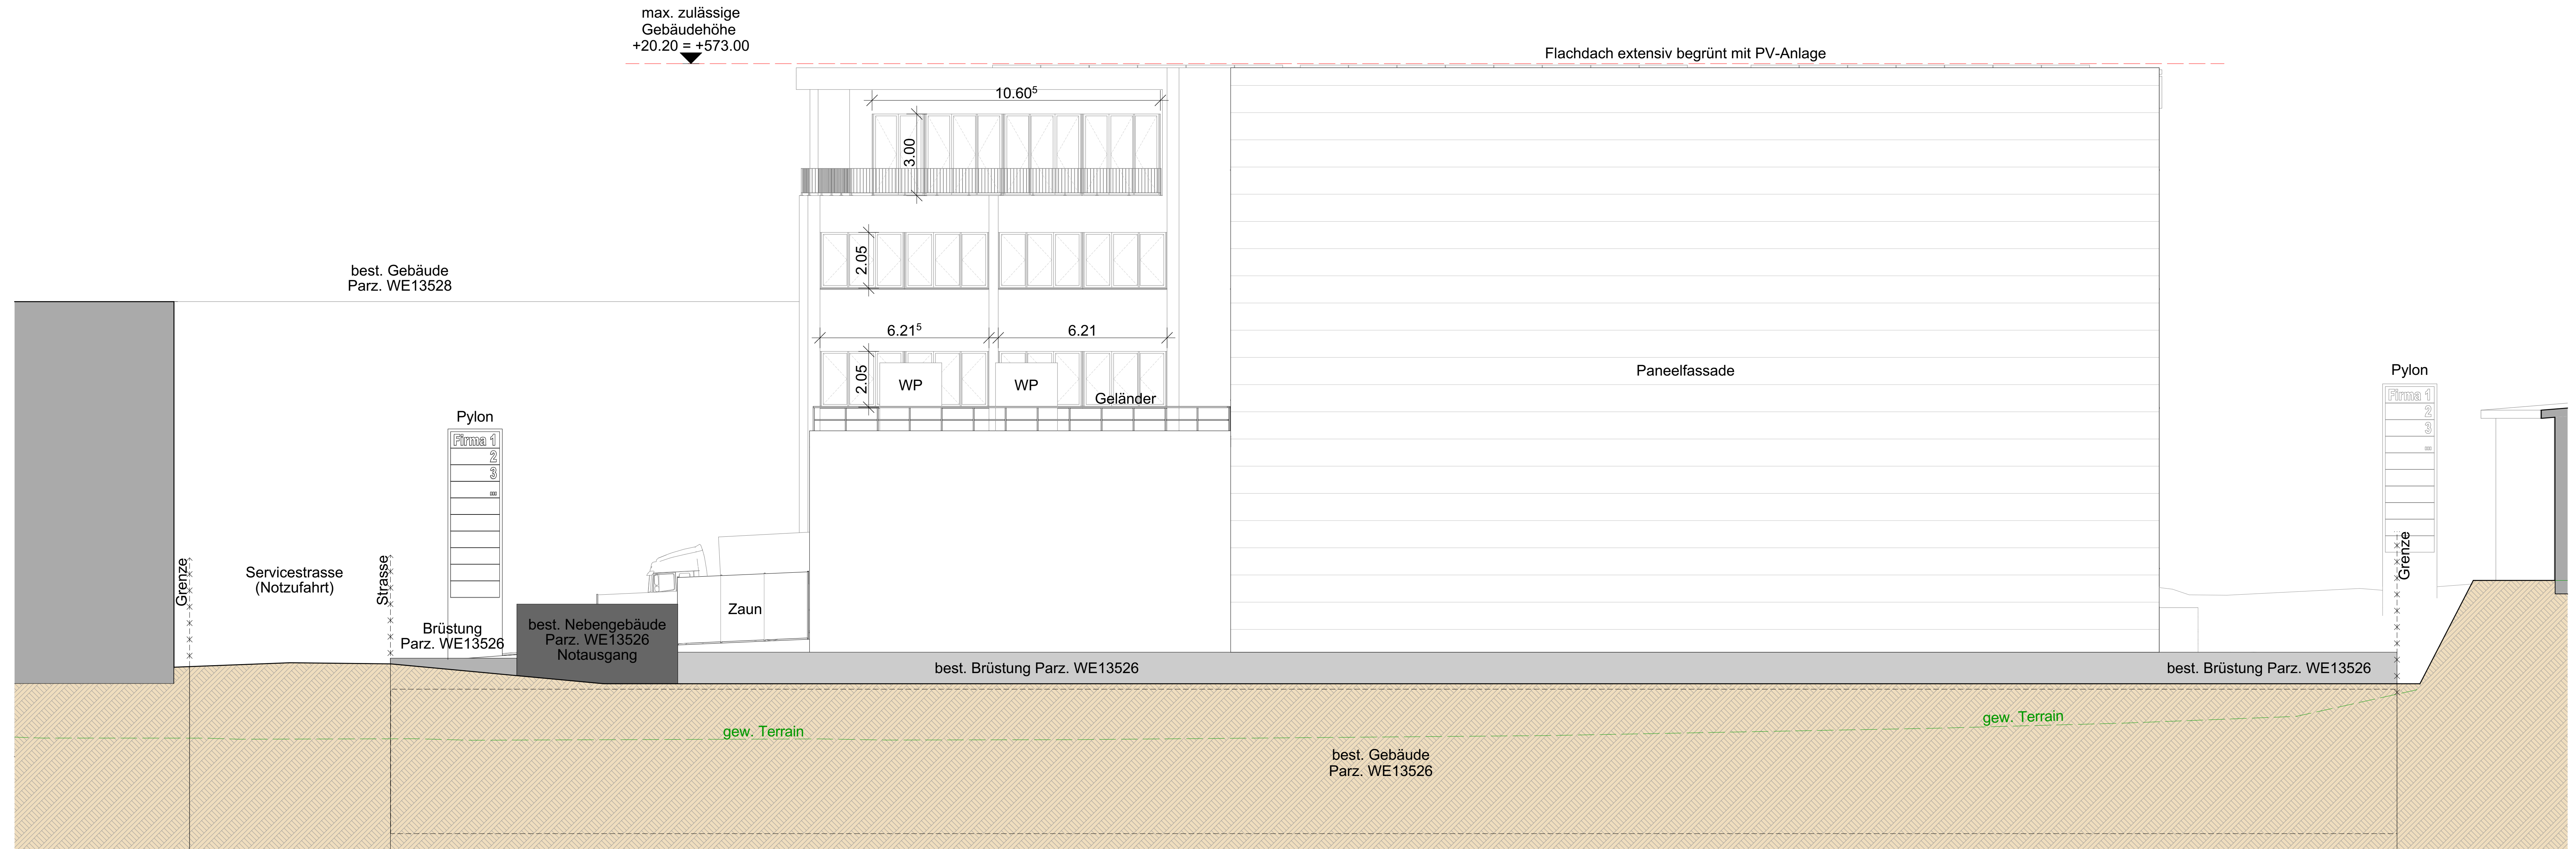 max. zulässige
Gebäudehöhe
+20.20 = +573.00
Flachdach extensiv begrünt mit PV-Anlage
10.60⁵
3.00
2.05
best. Gebäude
Parz. WE13528
6.21⁵
6.21
2.05
WP
WP
Geländer
Paneelfassade
Pylon
Firma 1
2
3
Pylon
Firma 1
2
3
Grenze
Servicestrasse
(Notzufahrt)
Strasse
Grenze
Brüstung
Parz. WE13526
best. Nebengebäude
Parz. WE13526
Notausgang
Zaun
best. Brüstung Parz. WE13526
best. Brüstung Parz. WE13526
gew. Terrain
gew. Terrain
best. Gebäude
Parz. WE13526